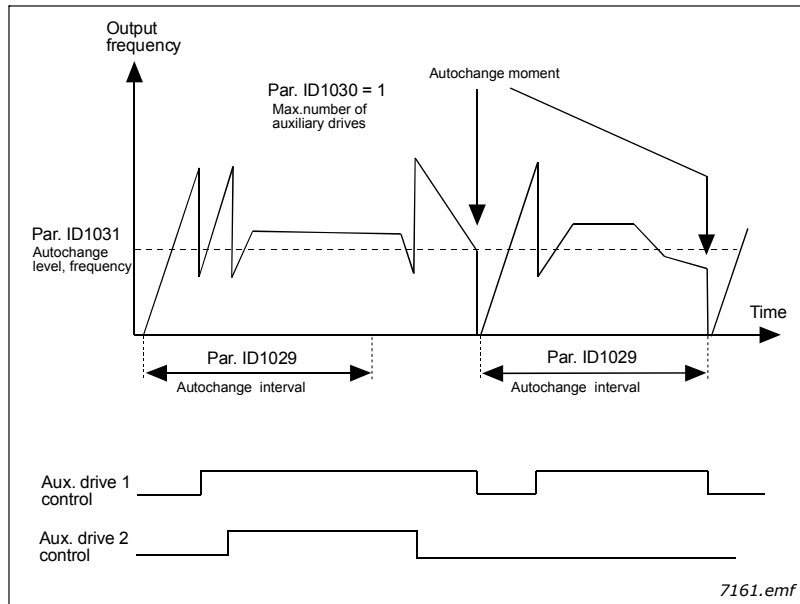 Output
frequency
Par. ID1030 = 1
Max.number of
auxiliary drives
Autochange moment
Par. ID1031
Autochange
level, frequency
Time
Par. ID1029
Autochange interval
Par. ID1029
Autochange interval
Aux. drive 1
control
Aux. drive 2
control
7161.emf